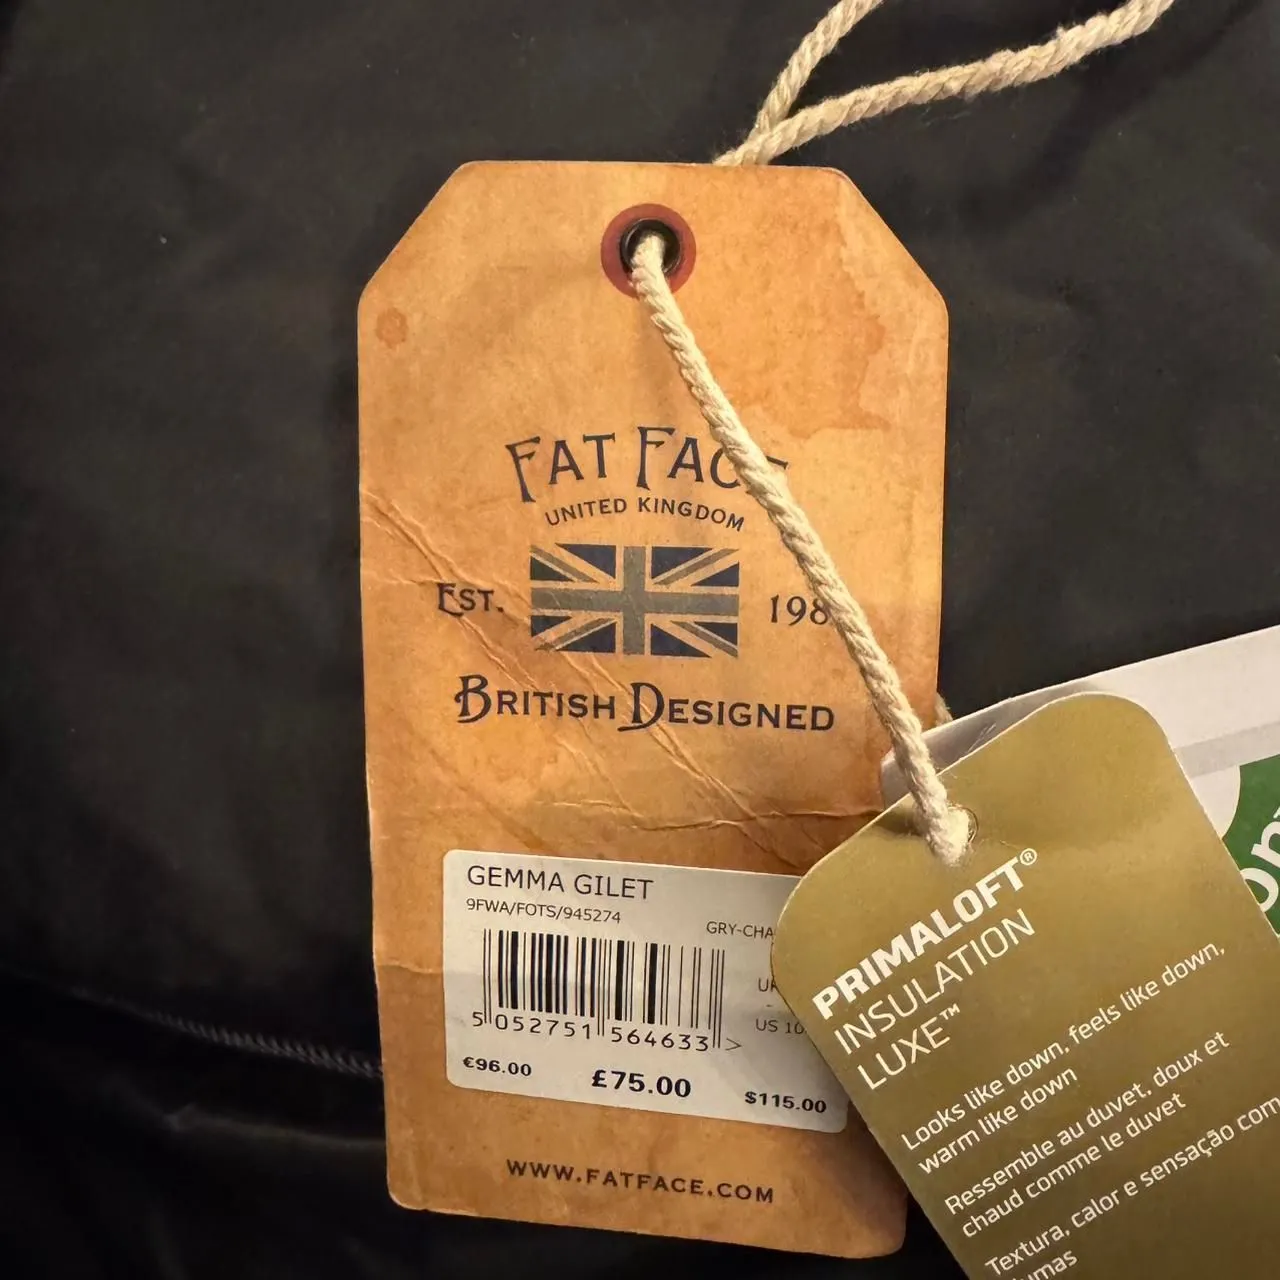 FAT FACE
UNITED KINGDOM
EST. 198
BRITISH DESIGNED
GEMMA GILET
9FWA/FOTS/945274
GRY-CHA
UK
-
US 10
5 052751 564633 >
€96.00 £75.00 $115.00
WWW.FATFACE.COM
PRIMALOFT®
INSULATION
LUXE™
Looks like down, feels like down,
warm like down
Ressemble au duvet, doux et
chaud comme le duvet
Textura, calor e sensação com
umas